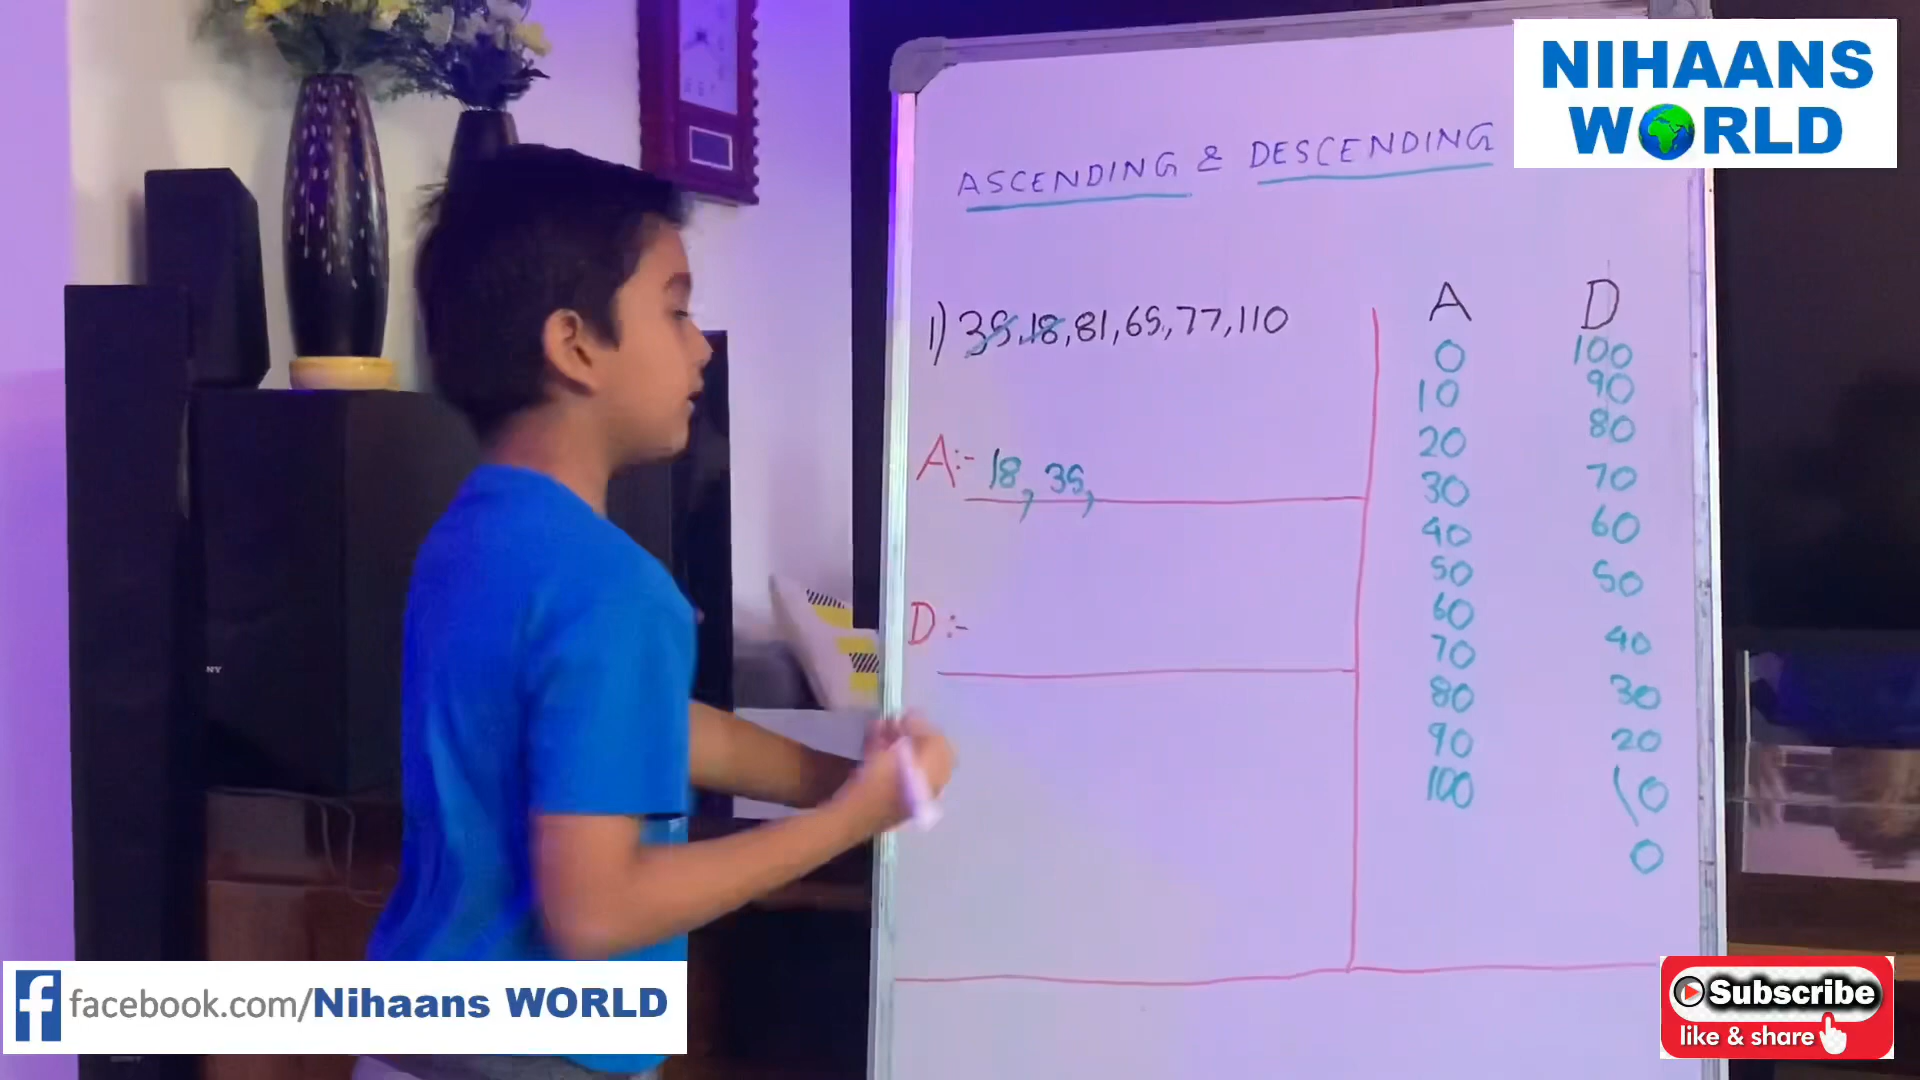 NIHAANS
WORLD
ASCENDING & DESCENDING
1) 35, 18, 81, 65, 77, 110
A:- 18, 35,
D:-
A D
0 100
10 90
20 80
30 70
40 60
50 50
60 40
70 30
80 20
90 10
100 0
facebook.com/Nihaans WORLD
Subscribe
like & share